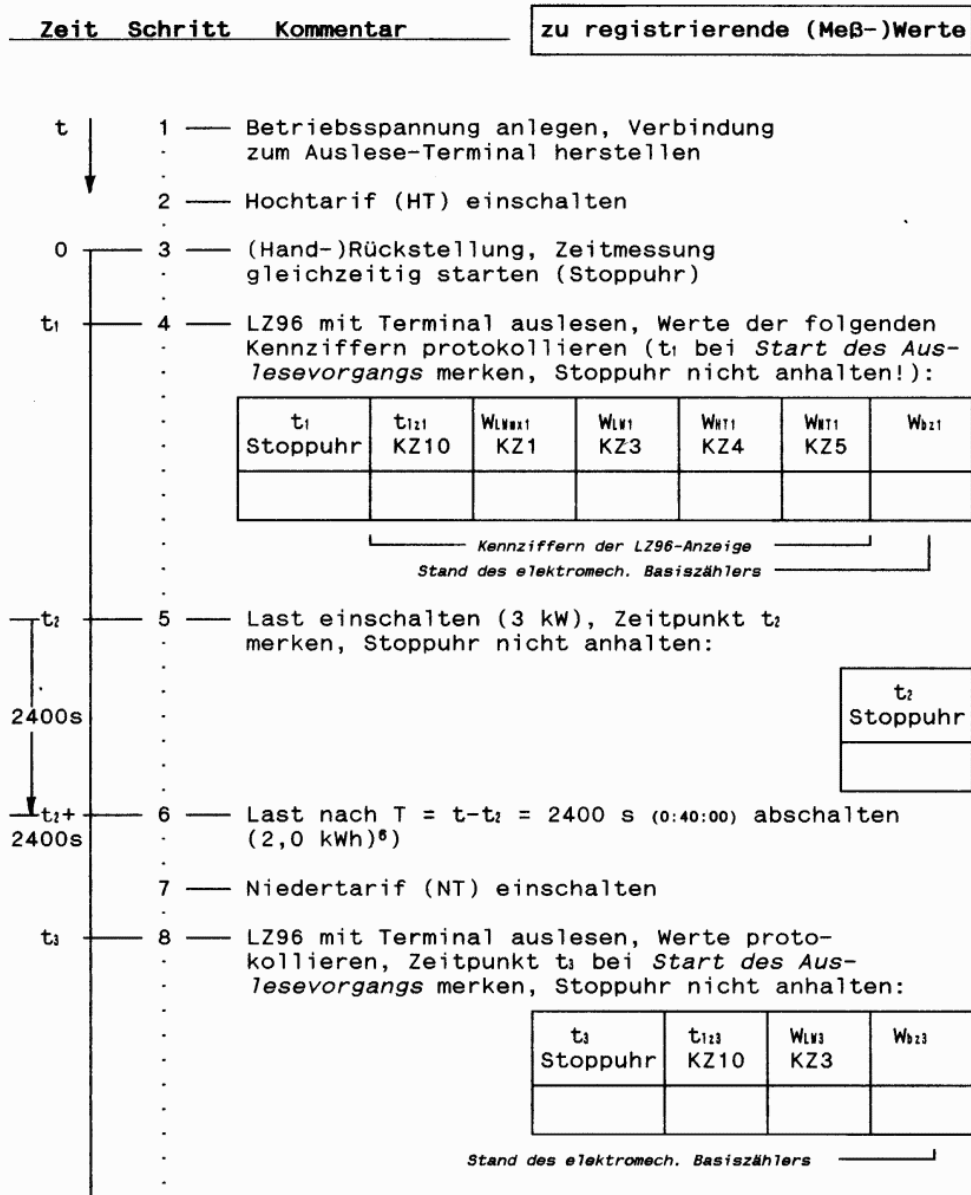 Zeit Schritt Kommentar zu registrierende (Meß-)Werte
t 1 Betriebsspannung anlegen, Verbindung
zum Auslese-Terminal herstellen
2 Hochtarif (HT) einschalten
0 3 (Hand-)Rückstellung, Zeitmessung
gleichzeitig starten (Stoppuhr)
t₁ 4 LZ96 mit Terminal auslesen, Werte der folgenden
Kennziffern protokollieren (t₁ bei Start des Aus-
lesevorgangs merken, Stoppuhr nicht anhalten!):
t₁ t₁z₁ W W W W Wbz1
Stoppuhr KZ10 KZ1 KZ3 KZ4 KZ5
Kennziffern der LZ96-Anzeige
Stand des elektromech. Basiszählers
t₂ 5 Last einschalten (3 kW), Zeitpunkt t₂
merken, Stoppuhr nicht anhalten:
t₂
2400s Stoppuhr
t₂+ 6 Last nach T = t-t₂ = 2400 s (0:40:00) abschalten
2400s (2,0 kWh)⁶)
7 Niedertarif (NT) einschalten
t₃ 8 LZ96 mit Terminal auslesen, Werte proto-
kollieren, Zeitpunkt t₃ bei Start des Aus-
lesevorgangs merken, Stoppuhr nicht anhalten:
t₃ t₁z₃ W Wbz3
Stoppuhr KZ10 KZ3
Stand des elektromech. Basiszählers